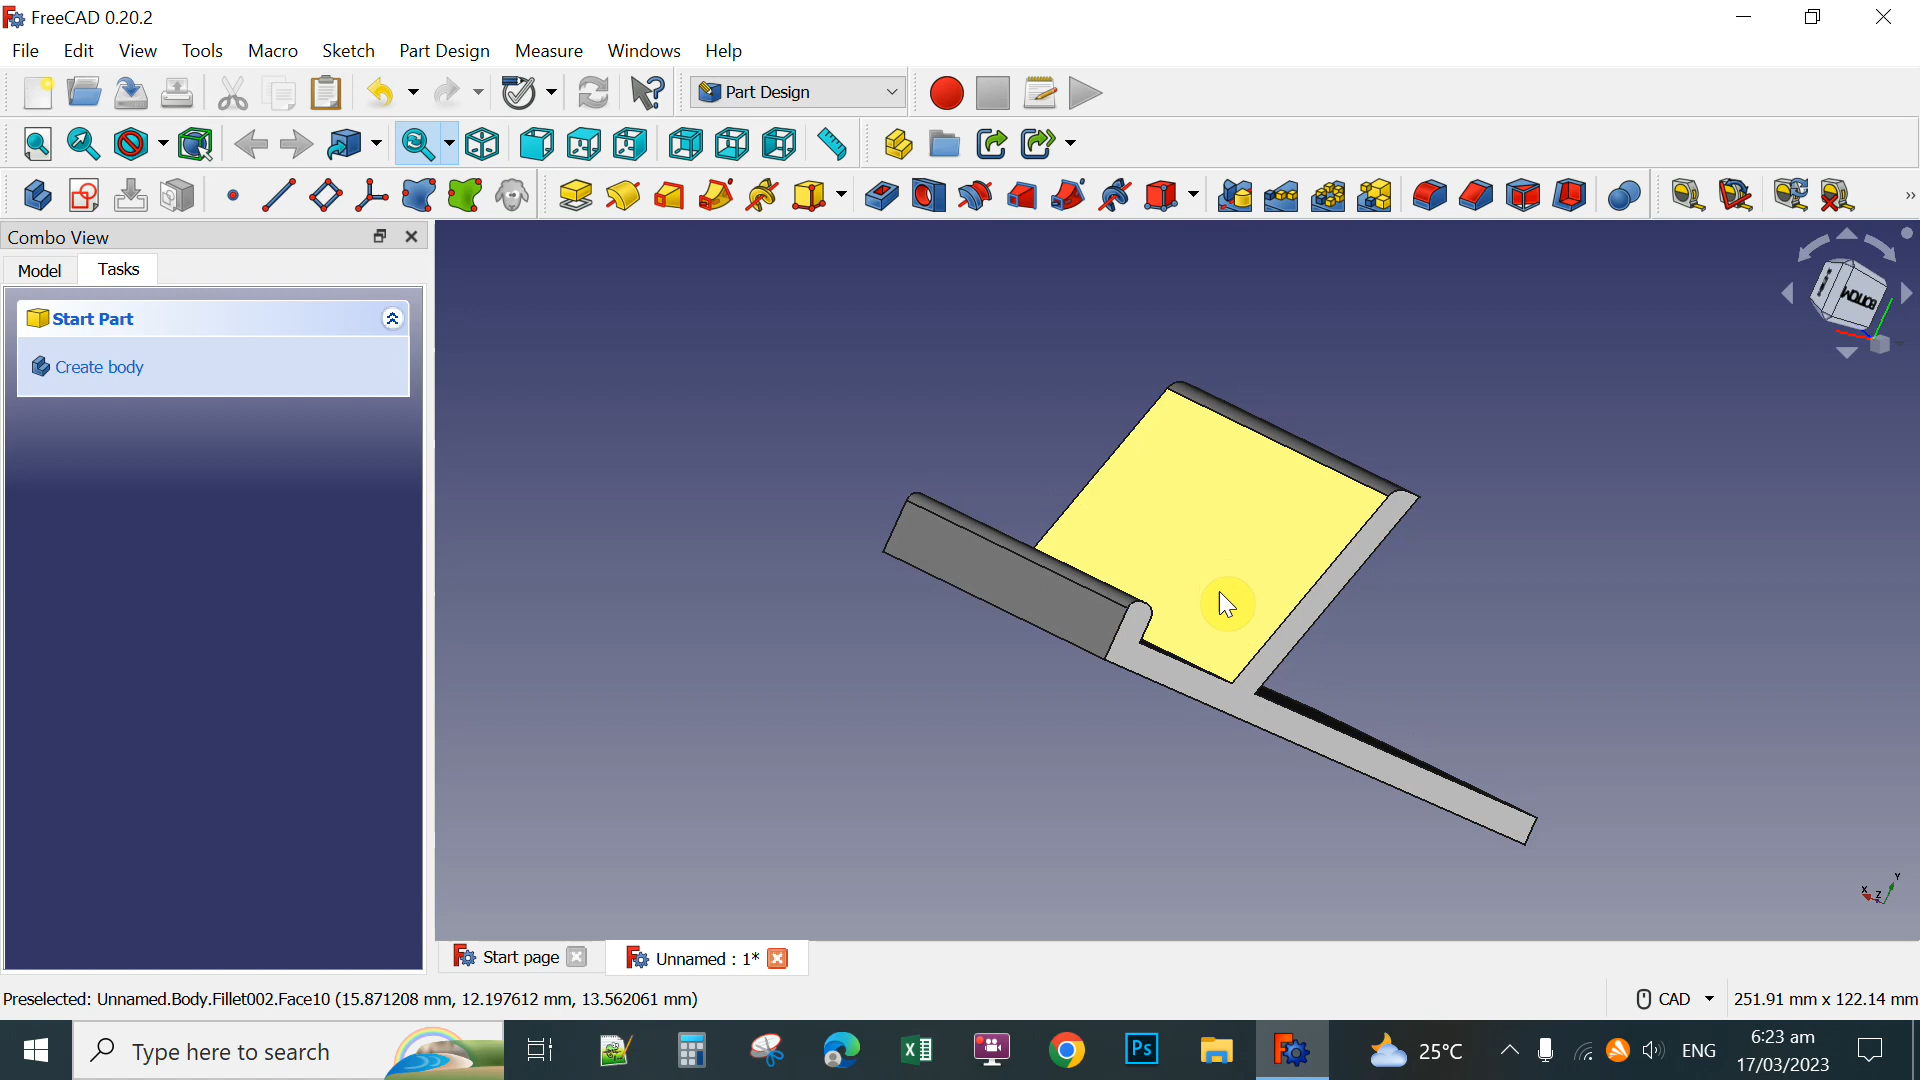 FreeCAD 0.20.2
File Edit View Tools Macro Sketch Part Design Measure Windows Help
Part Design
Combo View
Model Tasks
Start Part
Create body
BOTTOM
Y
X Z
Start page
Unnamed : 1*
Preselected: Unnamed.Body.Fillet002.Face10 (15.871208 mm, 12.197612 mm, 13.562061 mm)
CAD
251.91 mm x 122.14 mm
Type here to search
Ps
25°C
ENG
6:23 am
17/03/2023